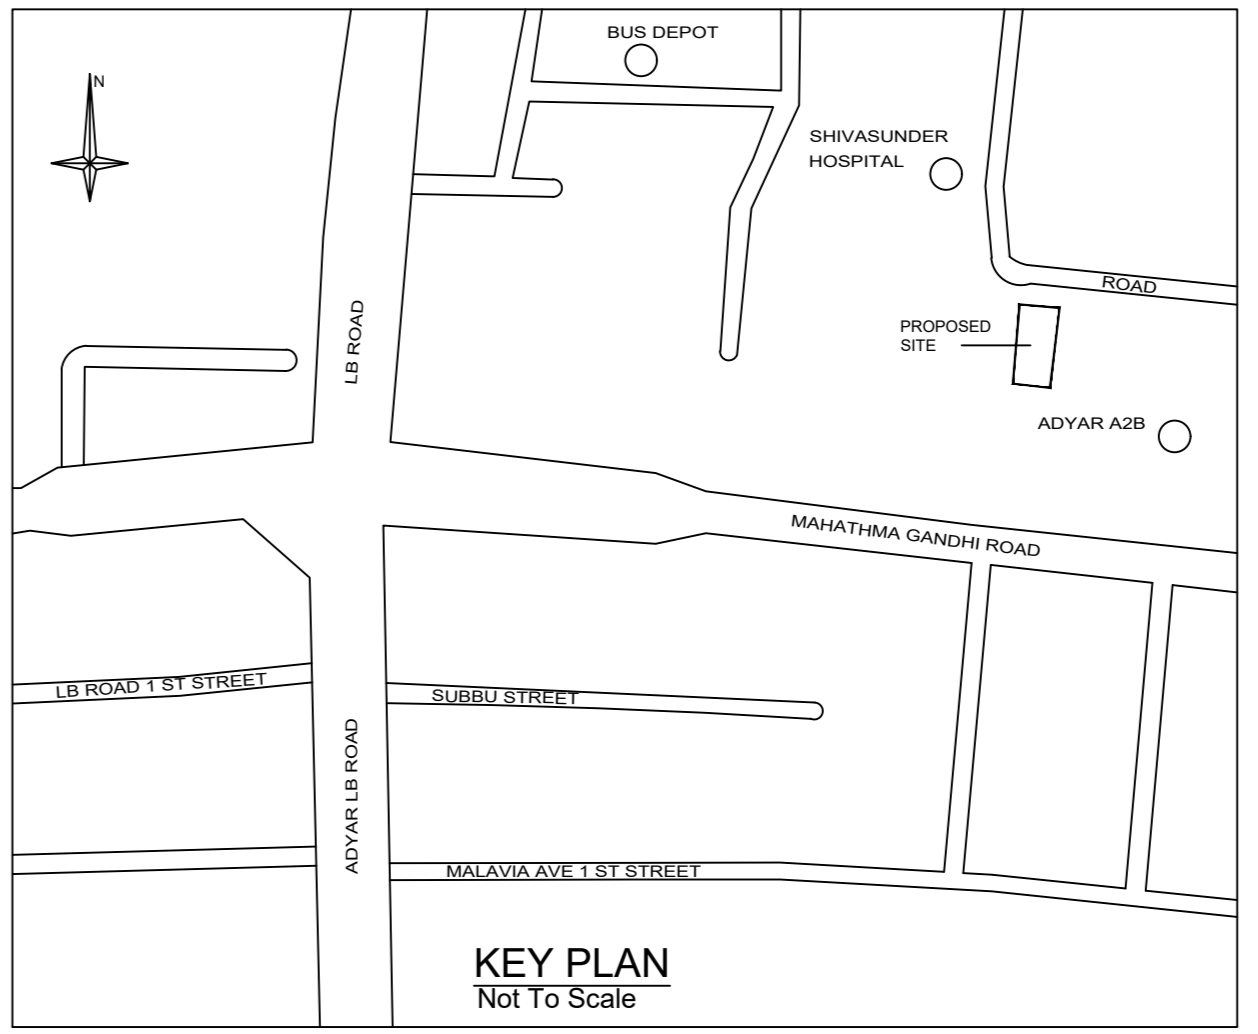 BUS DEPOT
N
SHIVASUNDER
HOSPITAL
ROAD
LB ROAD
PROPOSED
SITE
ADYAR A2B
MAHATHMA GANDHI ROAD
LB ROAD 1 ST STREET
SUBBU STREET
ADYAR LB ROAD
MALAVIA AVE 1 ST STREET
KEY PLAN
Not To Scale